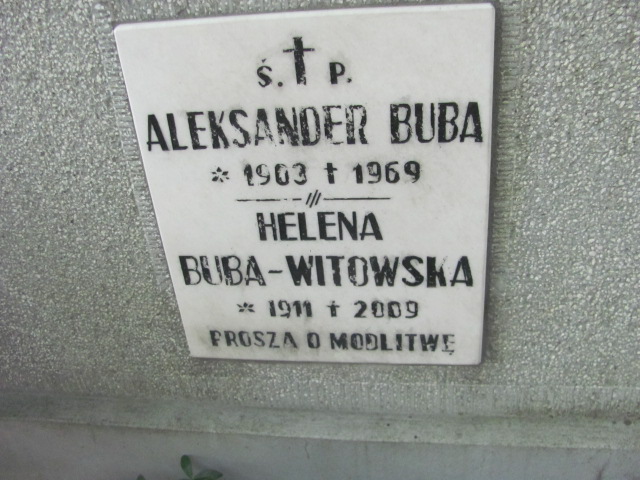 Ś. † P.
ALEKSANDER BUBA
* 1903 † 1969
HELENA
BUBA-WITOWSKA
* 1911 † 2009
PROSZĄ O MODLITWĘ